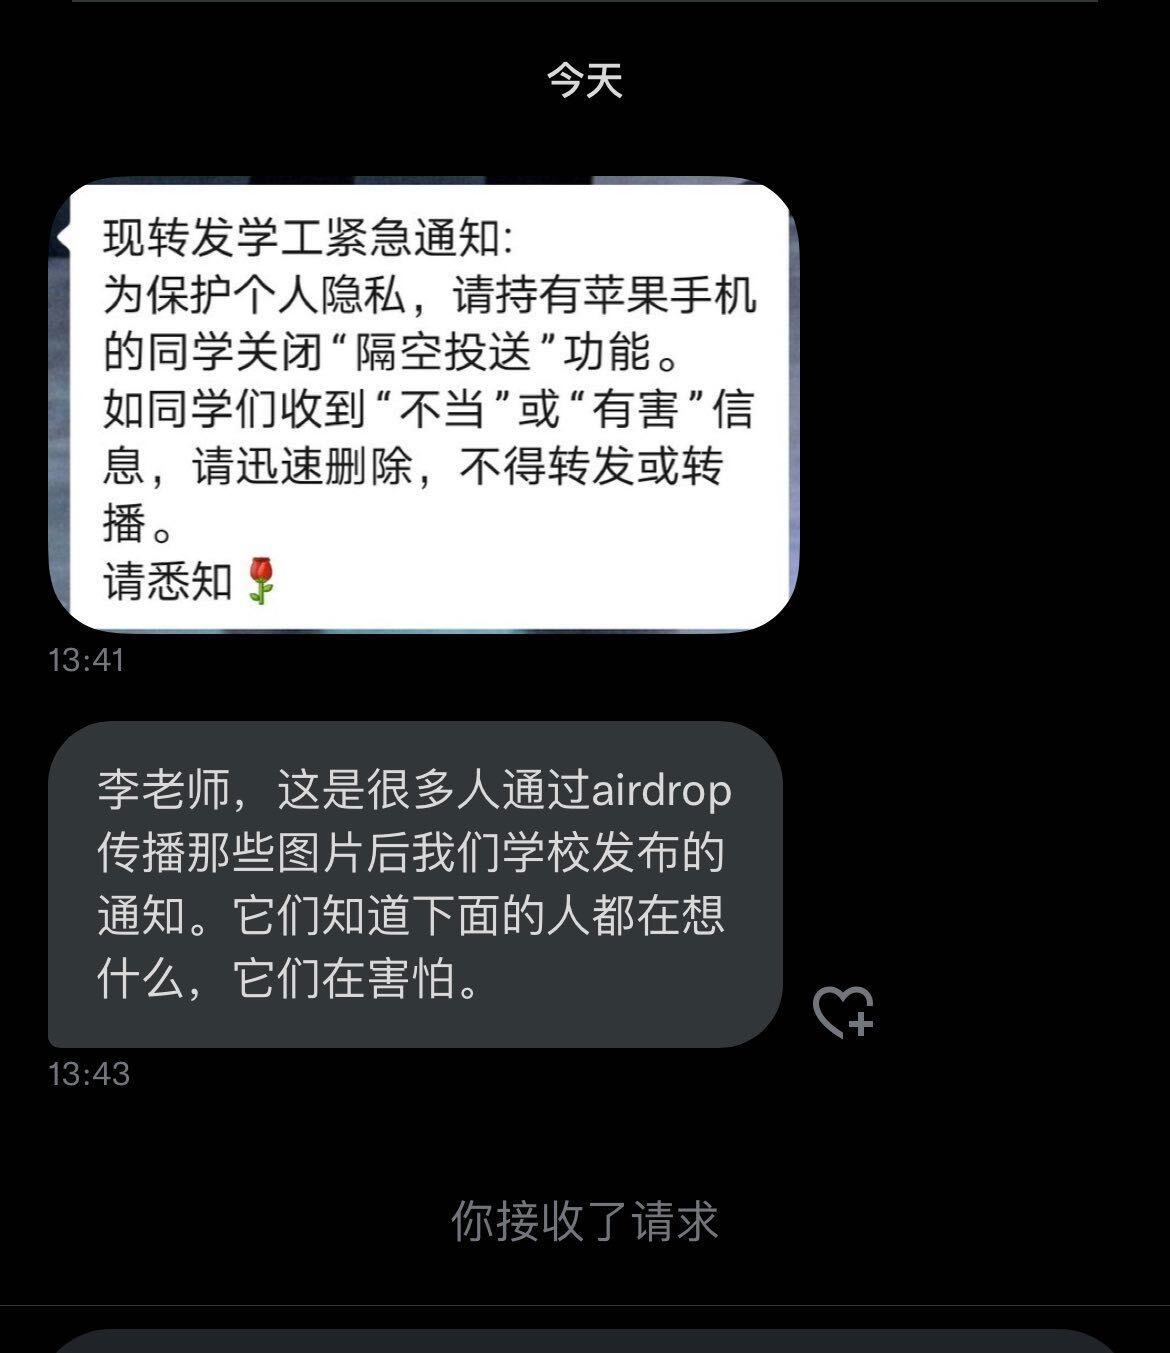 今天
现转发学工紧急通知:
为保护个人隐私，请持有苹果手机
的同学关闭“隔空投送”功能。
如同学们收到“不当”或“有害”信
息，请迅速删除，不得转发或转
播。
请悉知🌹
13:41
李老师，这是很多人通过airdrop
传播那些图片后我们学校发布的
通知。它们知道下面的人都在想
什么，它们在害怕。
13:43
你接收了请求